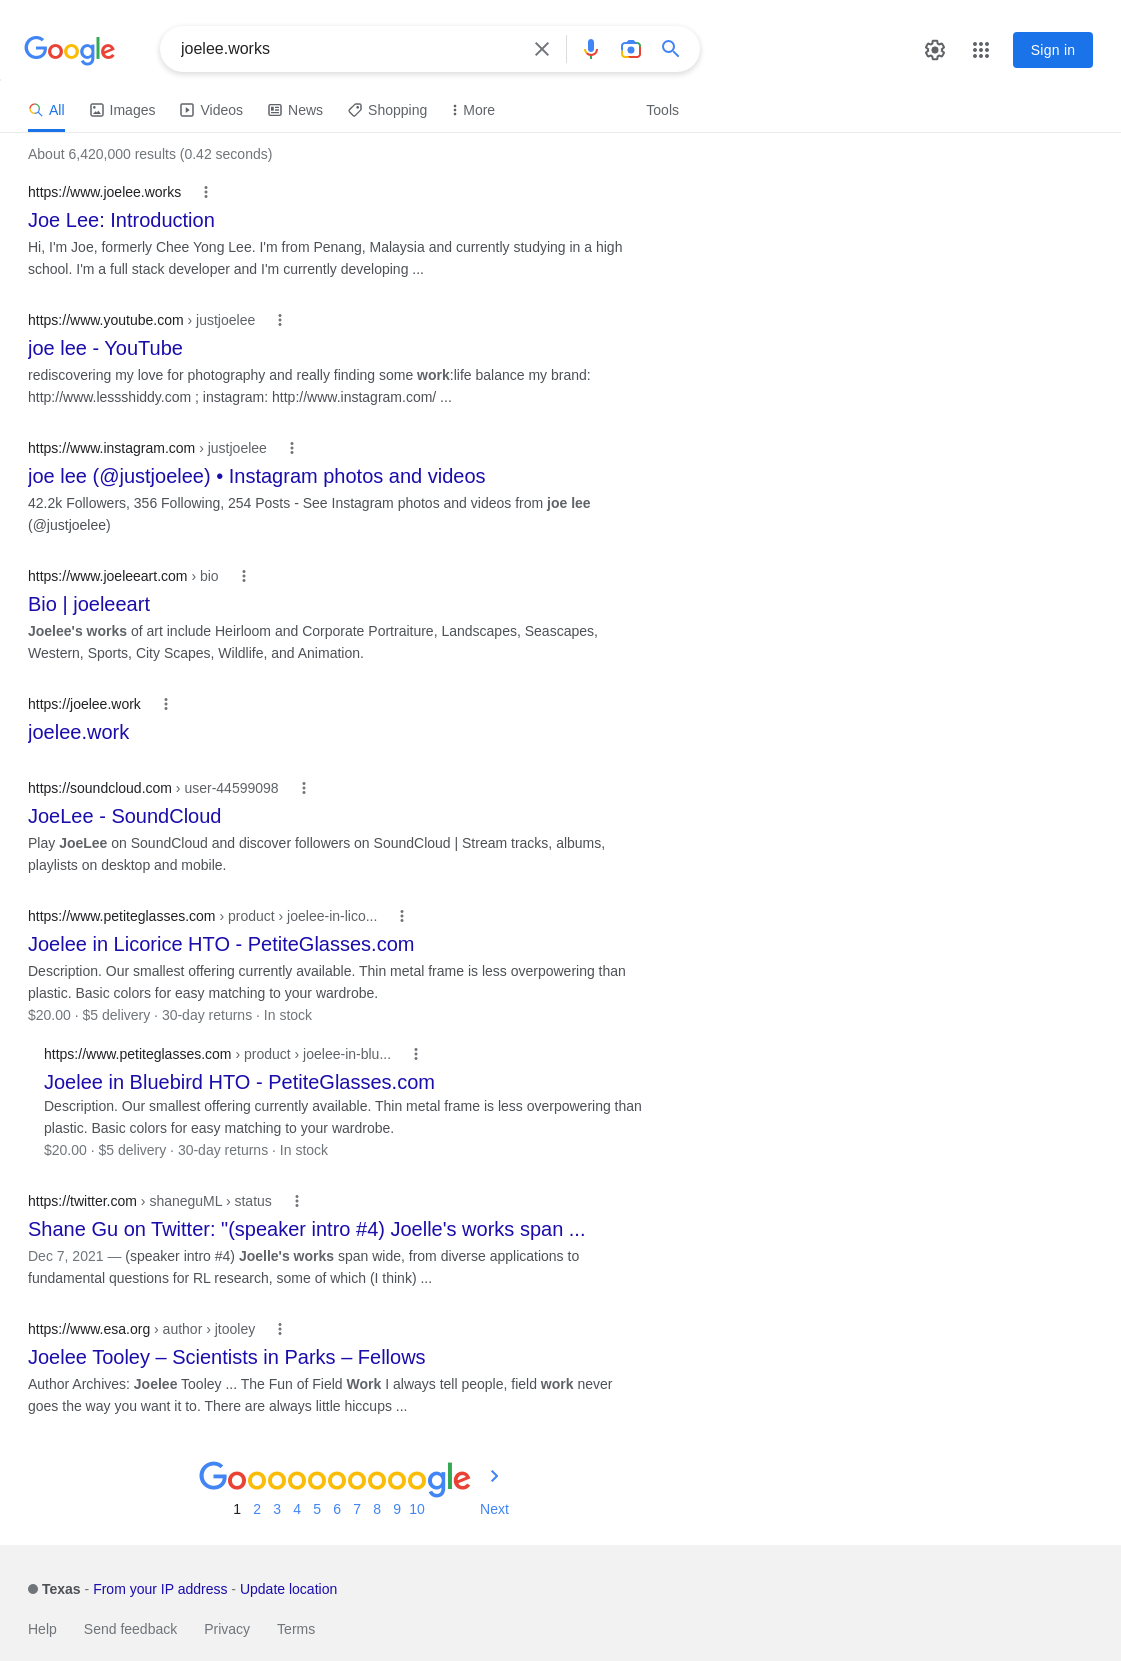 Google
joelee.works
Sign in
All
Images
Videos
News
Shopping
More
Tools
About 6,420,000 results (0.42 seconds)
https://www.joelee.works
Joe Lee: Introduction
Hi, I'm Joe, formerly Chee Yong Lee. I'm from Penang, Malaysia and currently studying in a high
school. I'm a full stack developer and I'm currently developing ...
https://www.youtube.com › justjoelee
joe lee - YouTube
rediscovering my love for photography and really finding some work:life balance my brand:
http://www.lessshiddy.com ; instagram: http://www.instagram.com/ ...
https://www.instagram.com › justjoelee
joe lee (@justjoelee) • Instagram photos and videos
42.2k Followers, 356 Following, 254 Posts - See Instagram photos and videos from joe lee
(@justjoelee)
https://www.joeleeart.com › bio
Bio | joeleeart
Joelee's works of art include Heirloom and Corporate Portraiture, Landscapes, Seascapes,
Western, Sports, City Scapes, Wildlife, and Animation.
https://joelee.work
joelee.work
https://soundcloud.com › user-44599098
JoeLee - SoundCloud
Play JoeLee on SoundCloud and discover followers on SoundCloud | Stream tracks, albums,
playlists on desktop and mobile.
https://www.petiteglasses.com › product › joelee-in-lico...
Joelee in Licorice HTO - PetiteGlasses.com
Description. Our smallest offering currently available. Thin metal frame is less overpowering than
plastic. Basic colors for easy matching to your wardrobe.
$20.00 · $5 delivery · 30-day returns · In stock
https://www.petiteglasses.com › product › joelee-in-blu...
Joelee in Bluebird HTO - PetiteGlasses.com
Description. Our smallest offering currently available. Thin metal frame is less overpowering than
plastic. Basic colors for easy matching to your wardrobe.
$20.00 · $5 delivery · 30-day returns · In stock
https://twitter.com › shaneguML › status
Shane Gu on Twitter: "(speaker intro #4) Joelle's works span ...
Dec 7, 2021 — (speaker intro #4) Joelle's works span wide, from diverse applications to
fundamental questions for RL research, some of which (I think) ...
https://www.esa.org › author › jtooley
Joelee Tooley – Scientists in Parks – Fellows
Author Archives: Joelee Tooley ... The Fun of Field Work I always tell people, field work never
goes the way you want it to. There are always little hiccups ...
Goooooooooogle
1 2 3 4 5 6 7 8 9 10 Next
Texas - From your IP address - Update location
Help Send feedback Privacy Terms